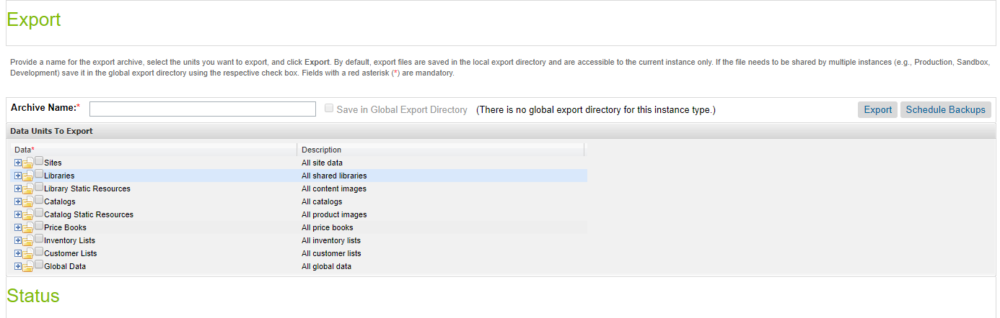 Export
Provide a name for the export archive, select the units you want to export, and click Export. By default, export files are saved in the local export directory and are accessible to the current instance only. If the file needs to be shared by multiple instances (e.g., Production, Sandbox,
Development) save it in the global export directory using the respective check box. Fields with a red asterisk (*) are mandatory.
Archive Name:* Save in Global Export Directory (There is no global export directory for this instance type.) Export Schedule Backups
Data Units To Export
Data* Description
Sites All site data
Libraries All shared libraries
Library Static Resources All content images
Catalogs All catalogs
Catalog Static Resources All product images
Price Books All price books
Inventory Lists All inventory lists
Customer Lists All customer lists
Global Data All global data
Status